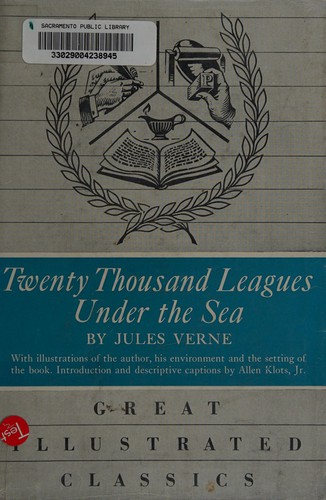 SACRAMENTO PUBLIC LIBRARY
33029004238945
Twenty Thousand Leagues
Under the Sea
BY JULES VERNE
With illustrations of the author, his environment and the setting of
the book. Introduction and descriptive captions by Allen Klots, Jr.
GREAT
ILLUSTRATED
CLASSICS